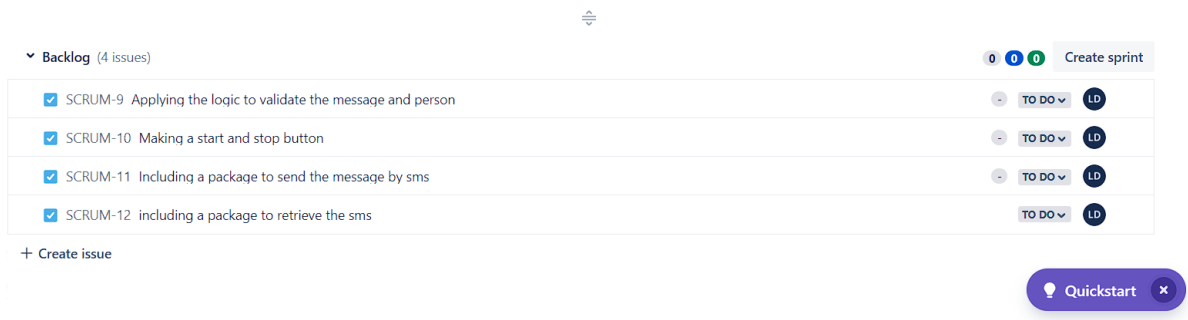 Backlog (4 issues) 0 0 0 Create sprint
SCRUM-9 Applying the logic to validate the message and person - TO DO LD
SCRUM-10 Making a start and stop button - TO DO LD
SCRUM-11 Including a package to send the message by sms - TO DO LD
SCRUM-12 including a package to retrieve the sms TO DO LD
+ Create issue
Quickstart